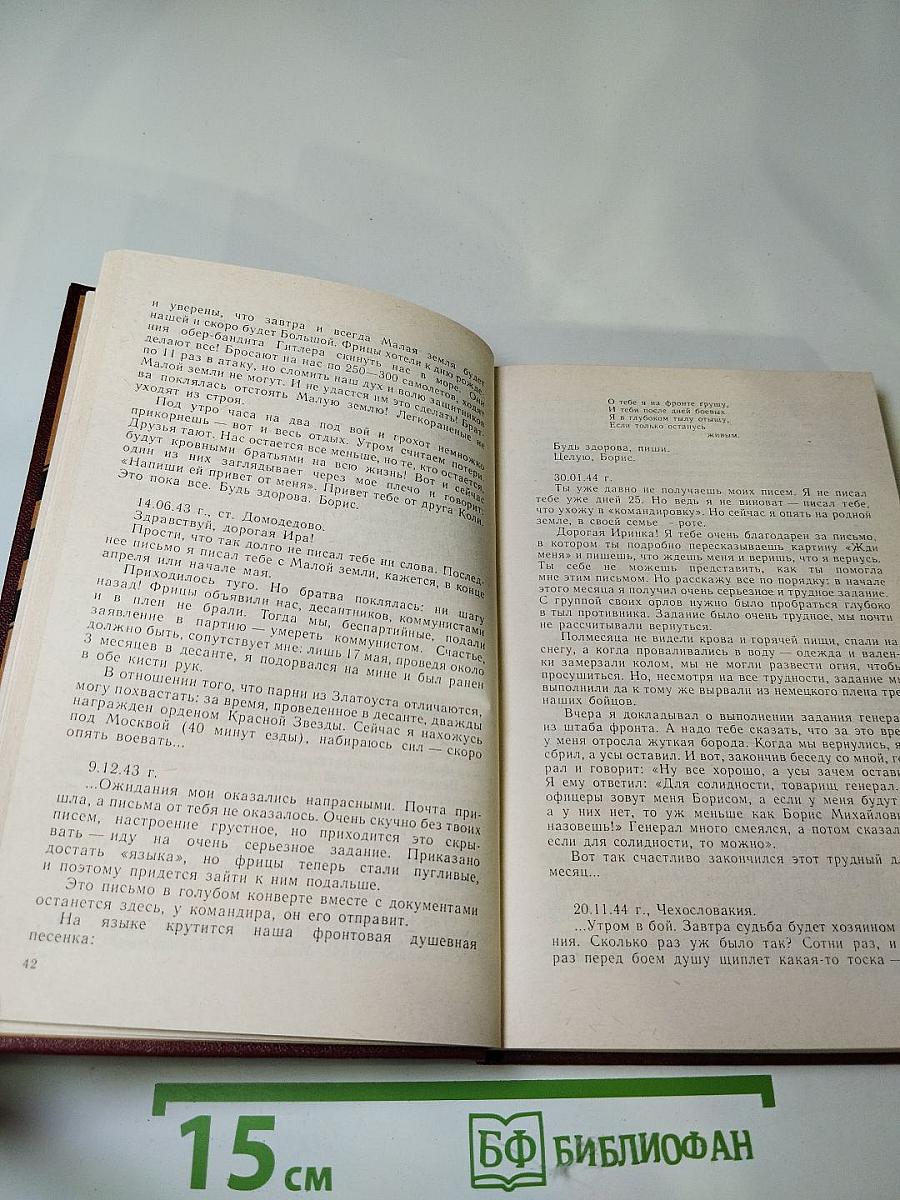 и уверены, что завтра и всегда Малая земля будет
нашей и скоро будет Большой. Фрицы хотели к дню рожде-
ния обер-бандита Гитлера скинуть нас в море. Они
делают все! Бросают на нас по 250—300 самолетов, ходят
по 11 раз в атаку, но сломить наш дух и волю защитников
Малой земли не могут. И не удастся им это сделать! Брат-
ва поклялась отстоять Малую землю! Легкораненые не
уходят из строя.
Под утро часа на два под вой и грохот немножко
прикорнешь — вот и весь отдых. Утром считаем потери.
Друзья тают. Нас остается все меньше, но те, кто остается,
будут кровными братьями на всю жизнь! Вот и сейчас
один из них заглядывает через мое плечо и говорит:
«Напиши ей привет от меня». Привет тебе от друга Коли.
Это пока все. Будь здорова. Борис.
14.06.43 г., ст. Домодедово.
Здравствуй, дорогая Ира!
Прости, что так долго не писал тебе ни слова. Послед-
нее письмо я писал тебе с Малой земли, кажется, в конце
апреля или начале мая.
Приходилось туго. Но братва поклялась: ни шагу
назад! Фрицы объявили нас, десантников, коммунистами
и в плен не брали. Тогда мы, беспартийные, подали
заявление в партию — умереть коммунистом. Счастье,
должно быть, сопутствует мне: лишь 17 мая, проведя около
3 месяцев в десанте, я подорвался на мине и был ранен
в обе кисти рук.
В отношении того, что парни из Златоуста отличаются,
могу похвастать: за время, проведенное в десанте, дважды
награжден орденом Красной Звезды. Сейчас я нахожусь
под Москвой (40 минут езды), набираюсь сил — скоро
опять воевать...
9.12.43 г.
...Ожидания мои оказались напрасными. Почта при-
шла, а письма от тебя не оказалось. Очень скучно без твоих
писем, настроение грустное, но приходится это скры-
вать — иду на очень серьезное задание. Приказано
достать «языка», но фрицы теперь стали пугливые,
и поэтому придется зайти к ним подальше.
Это письмо в голубом конверте вместе с документами
останется здесь, у командира, он его отправит.
На языке крутится наша фронтовая душевная
песенка:
42
О тебе я на фронте грущу,
И тебя после дней боевых
Я в глубоком тылу отыщу,
Если только останусь
живым.
Будь здорова, пиши.
Целую, Борис.
30.01.44 г.
Ты уже давно не получаешь моих писем. Я не писал
тебе уже дней 25. Но ведь я не виноват — писал тебе,
что ухожу в «командировку». Но сейчас я опять на родной
земле, в своей семье - роте.
Дорогая Иринка! Я тебе очень благодарен за письмо,
в котором ты подробно пересказываешь картину «Жди
меня» и пишешь, что ждешь меня и веришь, что я вернусь.
Ты себе не можешь представить, как ты помогла
мне этим письмом. Но расскажу все по порядку: в начале
этого месяца я получил очень серьезное и трудное задание.
С группой своих орлов нужно было пробраться глубоко
в тыл противника. Задание было очень трудное, мы почти
не рассчитывали вернуться.
Полмесяца не видели крова и горячей пищи, спали на
снегу, а когда проваливались в воду — одежда и вален-
ки замерзали колом, мы не могли развести огня, чтобы
просушиться. Но, несмотря на все трудности, задание мы
выполнили да к тому же вырвали из немецкого плена тре
наших бойцов.
Вчера я докладывал о выполнении задания генера
из штаба фронта. А надо тебе сказать, что за это вре
у меня отросла жуткая борода. Когда мы вернулись, я
сбрил, а усы оставил. И вот, закончив беседу со мной, ге
рал и говорит: «Ну все хорошо, а усы зачем остави
Я ему ответил: «Для солидности, товарищ генерал.
офицеры зовут меня Борисом, а если у меня будут
а у них нет, то уж меньше как Борис Михайлови
назовешь!» Генерал много смеялся, а потом сказал
если для солидности, то можно».
Вот так счастливо закончился этот трудный дл
месяц...
20.11.44 г., Чехословакия.
...Утром в бой. Завтра судьба будет хозяином
ния. Сколько раз уж было так? Сотни раз, и
раз перед боем душу щиплет какая-то тоска —
15 см
БФ БИБЛИОФАН